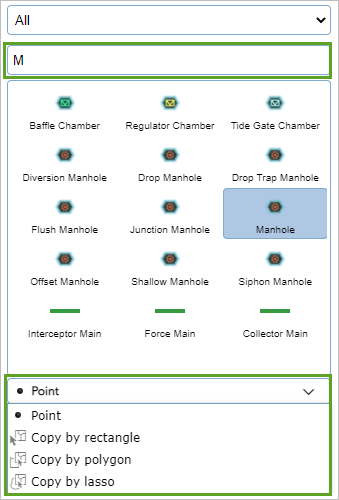 All
M
Baffle Chamber Regulator Chamber Tide Gate Chamber
Diversion Manhole Drop Manhole Drop Trap Manhole
Flush Manhole Junction Manhole Manhole
Offset Manhole Shallow Manhole Siphon Manhole
Interceptor Main Force Main Collector Main
Point
Point
Copy by rectangle
Copy by polygon
Copy by lasso